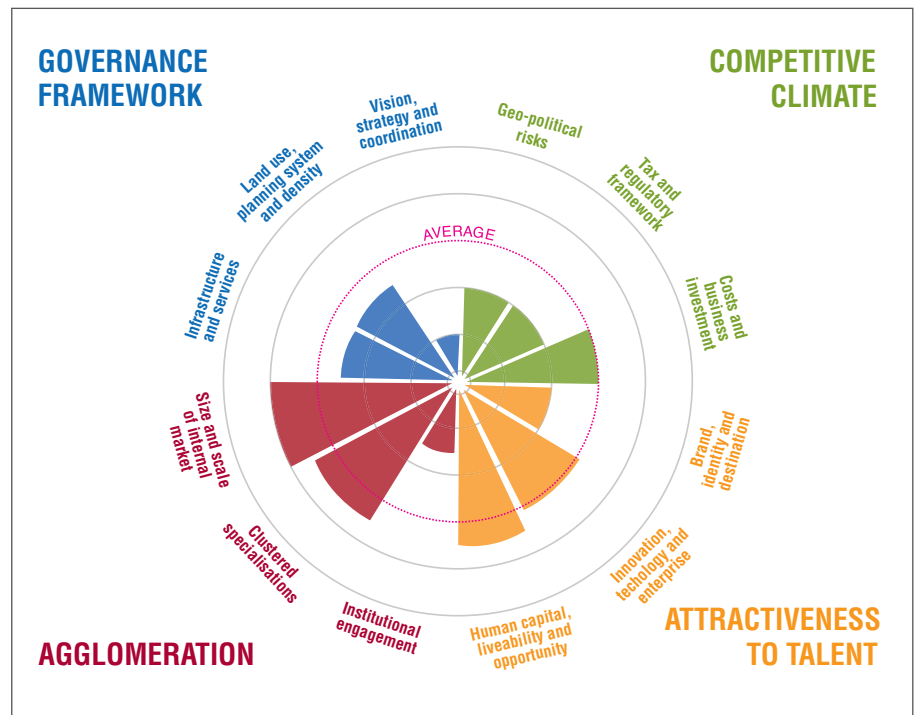 GOVERNANCE
FRAMEWORK
COMPETITIVE
CLIMATE
Vision,
strategy and
coordination
Geo-political
risks
Land use,
planning system
and density
Tax and
regulatory
framework
AVERAGE
Infrastructure
and services
Costs and
business
investment
Size and scale
of internal
market
Brand,
identity and
destination
Clustered
specialisations
Innovation,
techology and
enterprise
Institutional
engagement
Human capital,
liveability and
opportunity
AGGLOMERATION
ATTRACTIVENESS
TO TALENT